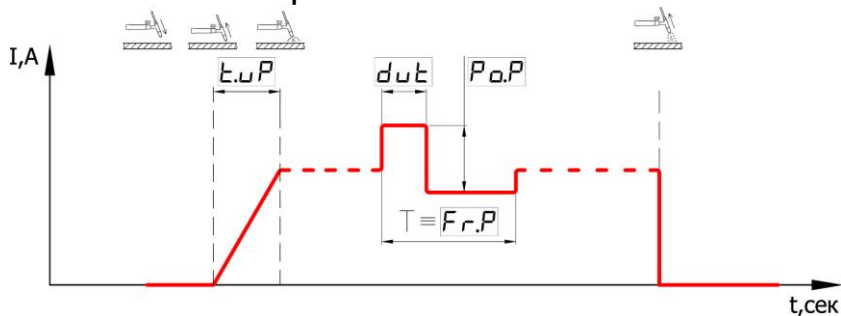 I,A
t.uP
dut
Po.P
T ≡ Fr.P
t,сек